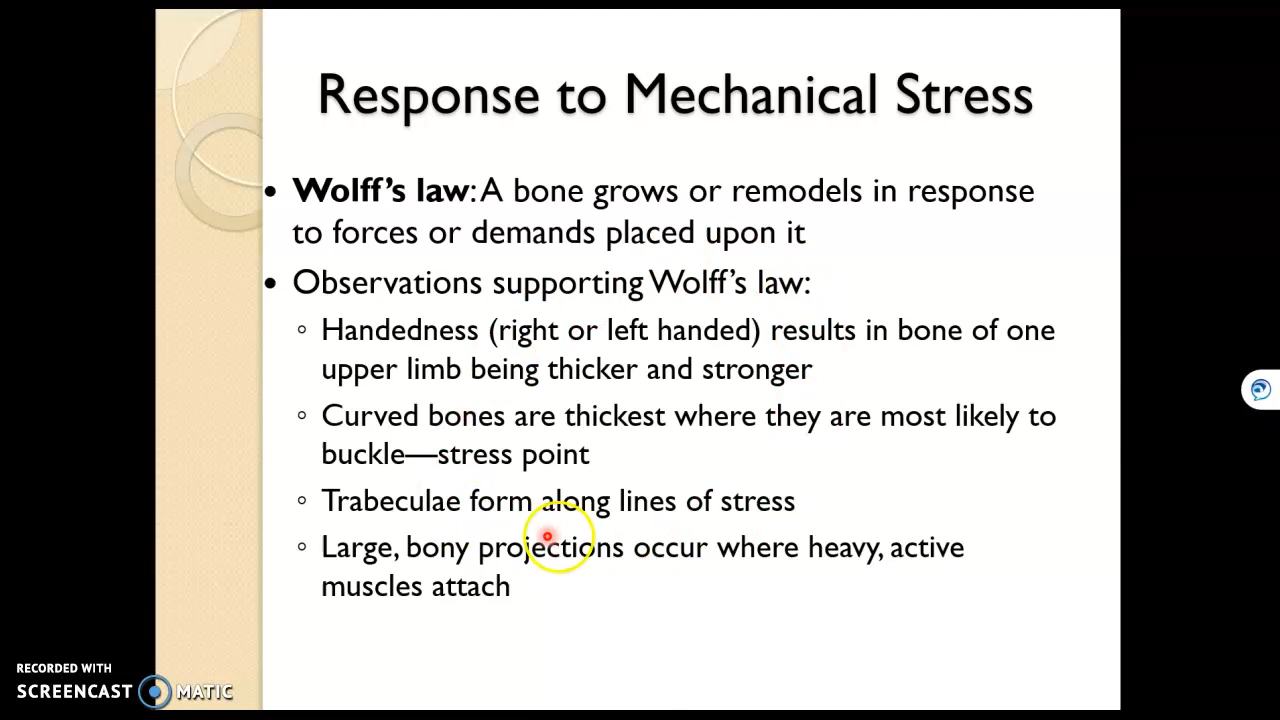 Response to Mechanical Stress
• Wolff's law: A bone grows or remodels in response
to forces or demands placed upon it
• Observations supporting Wolff's law:
◦ Handedness (right or left handed) results in bone of one
upper limb being thicker and stronger
◦ Curved bones are thickest where they are most likely to
buckle—stress point
◦ Trabeculae form along lines of stress
◦ Large, bony projections occur where heavy, active
muscles attach
RECORDED WITH
SCREENCAST MATIC